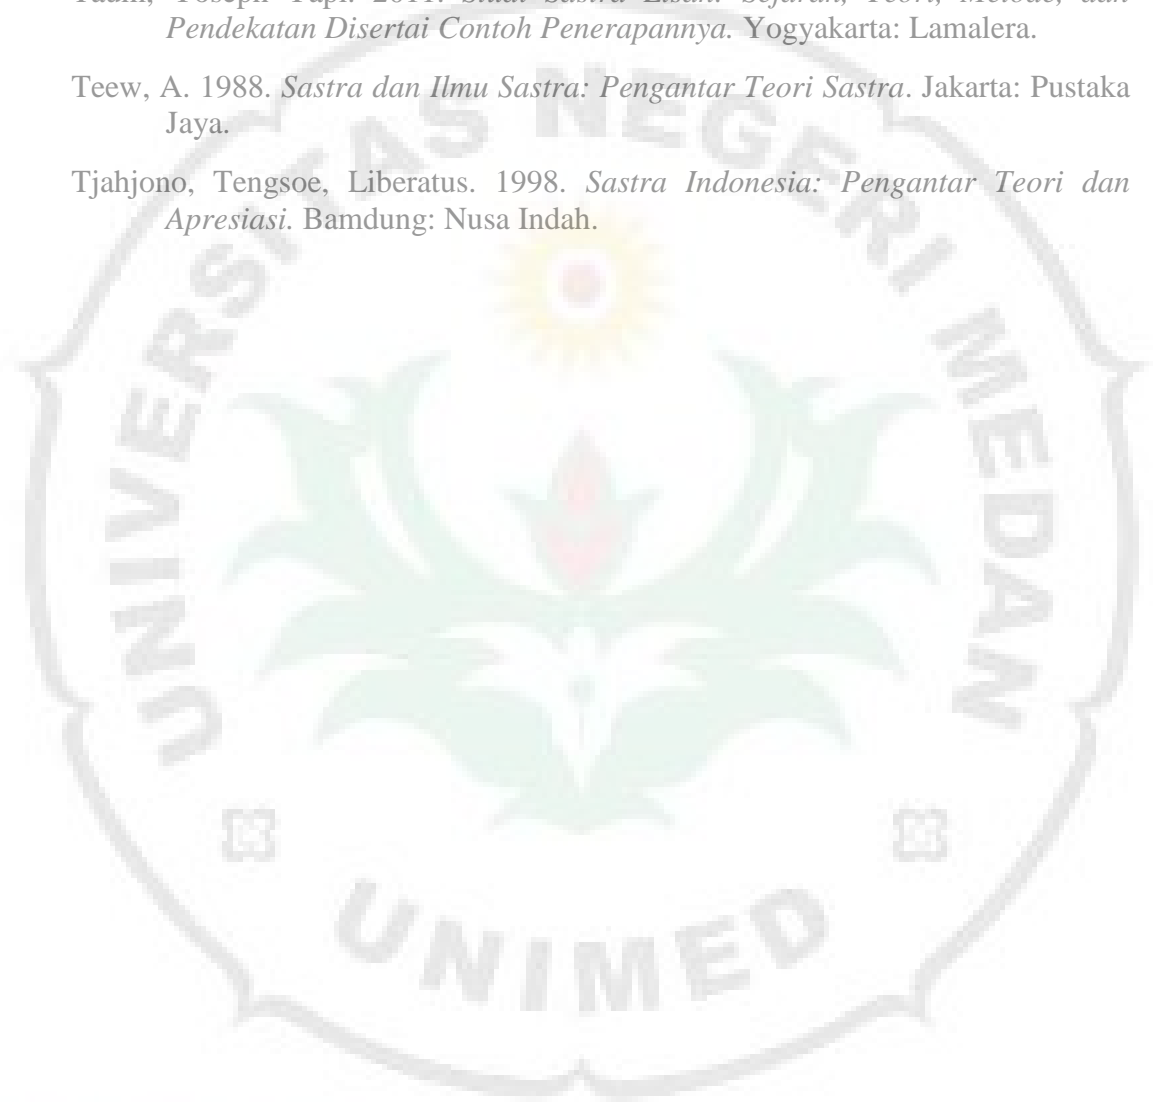 Pendekatan Disertai Contoh Penerapannya. Yogyakarta: Lamalera.
Teew, A. 1988. Sastra dan Ilmu Sastra: Pengantar Teori Sastra. Jakarta: Pustaka
Jaya.
Tjahjono, Tengsoe, Liberatus. 1998. Sastra Indonesia: Pengantar Teori dan
Apresiasi. Bamdung: Nusa Indah.
UNIVERSITAS NEGERI MEDAN
UNIMED